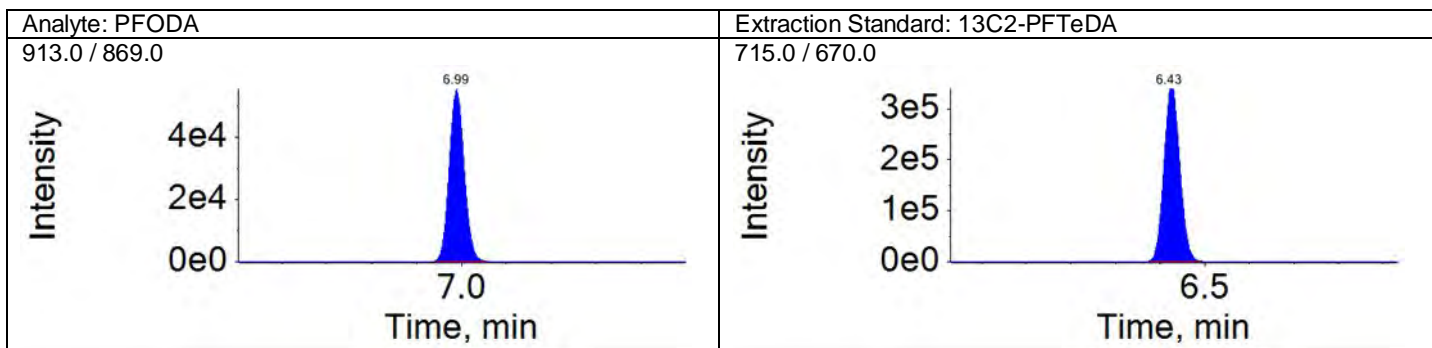 Analyte: PFODA
913.0 / 869.0
6.99
Intensity
4e4
2e4
0e0
7.0
Time, min
Extraction Standard: 13C2-PFTeDA
715.0 / 670.0
6.43
Intensity
3e5
2e5
1e5
0e0
6.5
Time, min